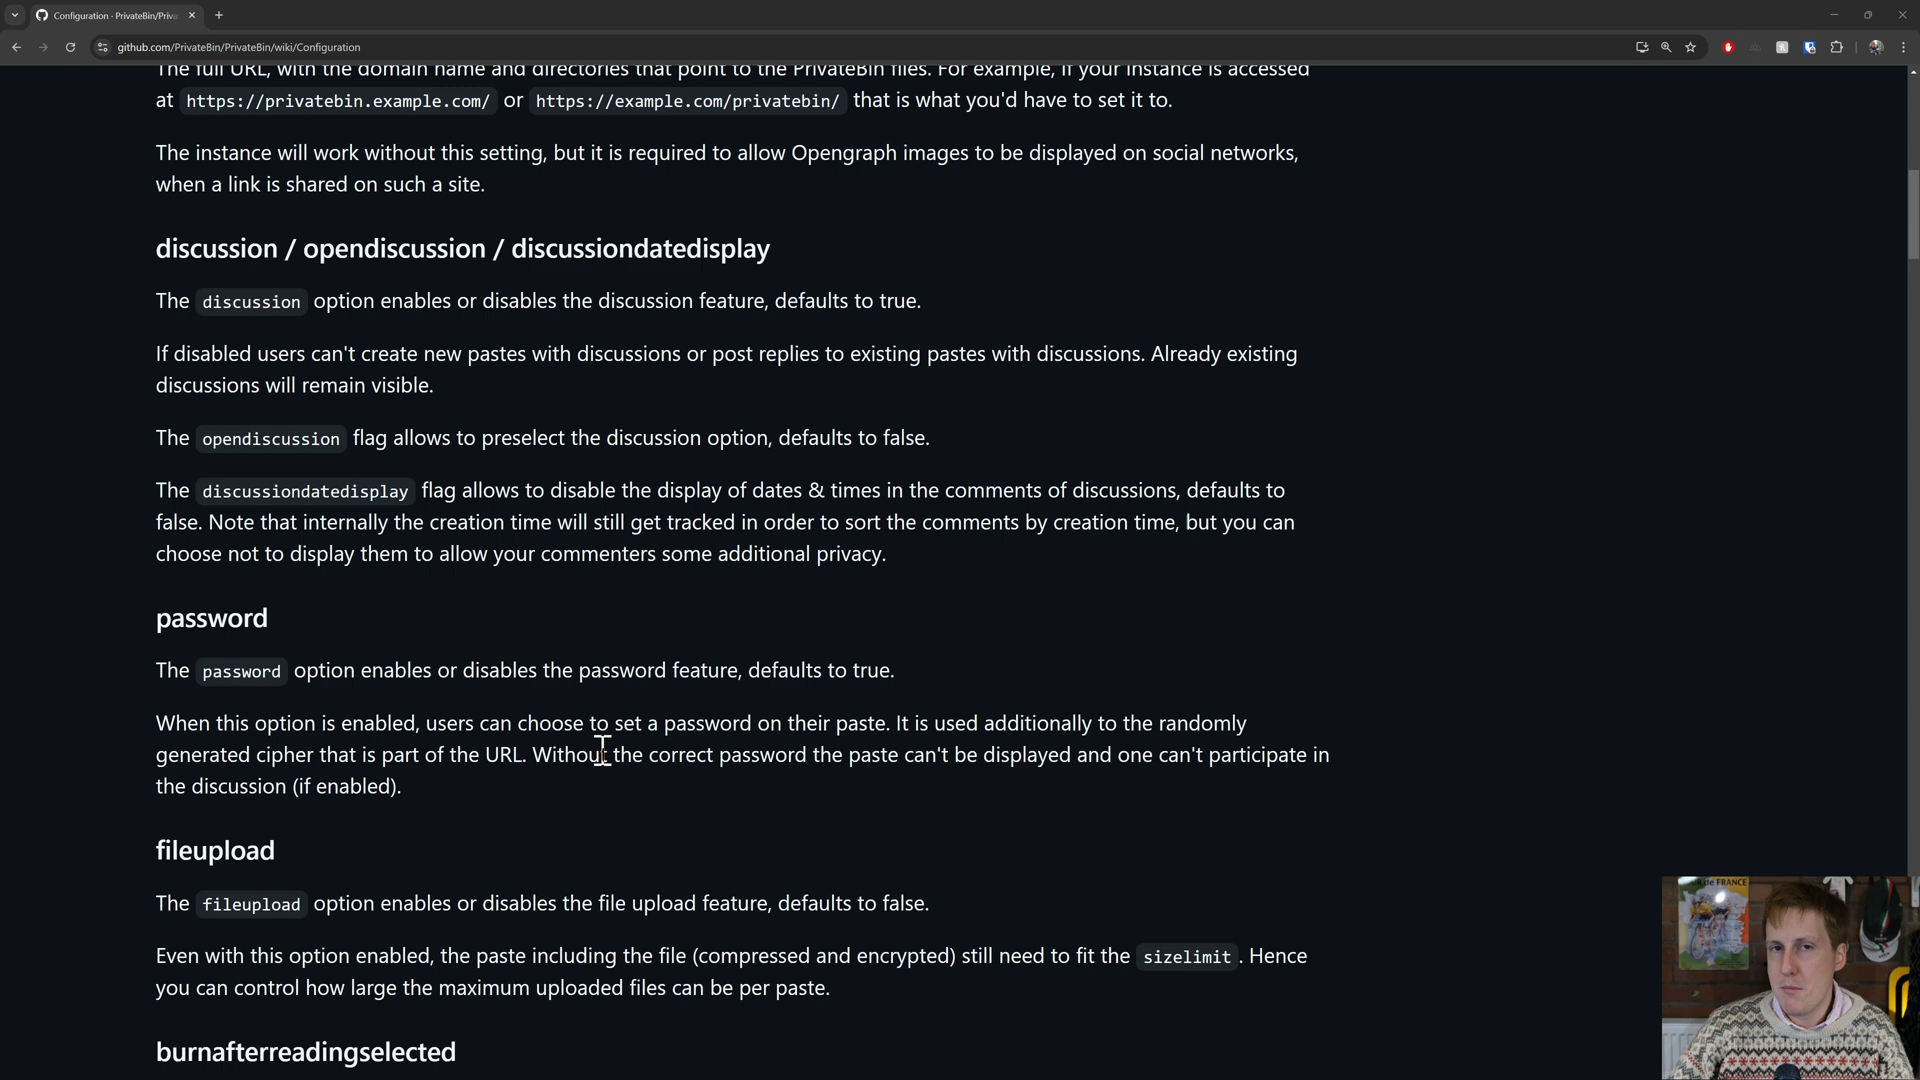 Configuration · PrivateBin/Priva
github.com/PrivateBin/PrivateBin/wiki/Configuration
The full URL, with the domain name and directories that point to the PrivateBin files. For example, if your instance is accessed
at https://privatebin.example.com/ or https://example.com/privatebin/ that is what you'd have to set it to.
The instance will work without this setting, but it is required to allow Opengraph images to be displayed on social networks,
when a link is shared on such a site.
discussion / opendiscussion / discussiondatedisplay
The discussion option enables or disables the discussion feature, defaults to true.
If disabled users can't create new pastes with discussions or post replies to existing pastes with discussions. Already existing
discussions will remain visible.
The opendiscussion flag allows to preselect the discussion option, defaults to false.
The discussiondatedisplay flag allows to disable the display of dates & times in the comments of discussions, defaults to
false. Note that internally the creation time will still get tracked in order to sort the comments by creation time, but you can
choose not to display them to allow your commenters some additional privacy.
password
The password option enables or disables the password feature, defaults to true.
When this option is enabled, users can choose to set a password on their paste. It is used additionally to the randomly
generated cipher that is part of the URL. Without the correct password the paste can't be displayed and one can't participate in
the discussion (if enabled).
fileupload
The fileupload option enables or disables the file upload feature, defaults to false.
Even with this option enabled, the paste including the file (compressed and encrypted) still need to fit the sizelimit. Hence
you can control how large the maximum uploaded files can be per paste.
burnafterreadingselected
de FRANCE